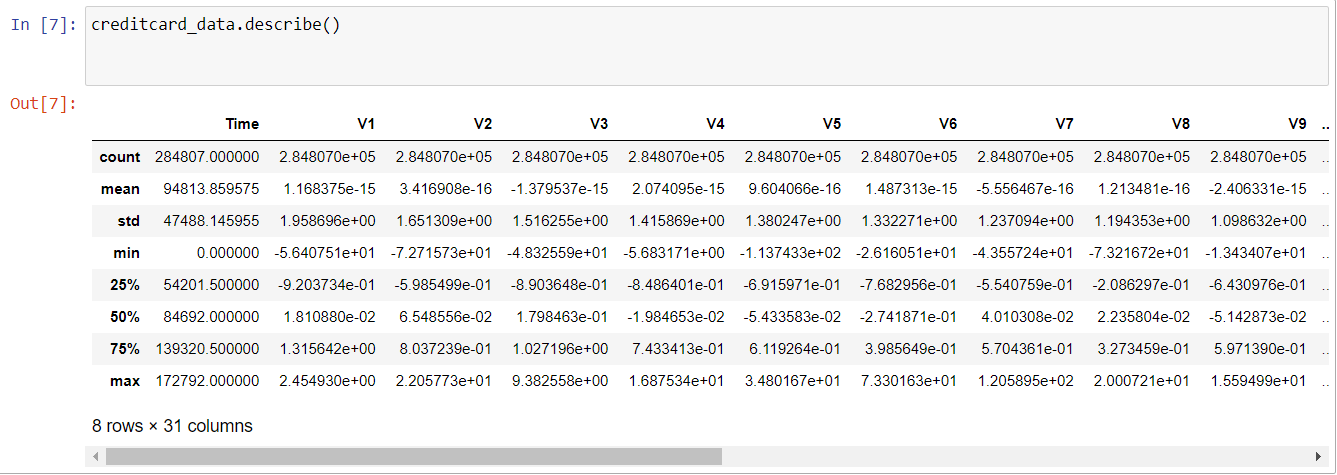 In [7]: creditcard_data.describe()
Out[7]:
Time V1 V2 V3 V4 V5 V6 V7 V8 V9 ..
count 284807.000000 2.848070e+05 2.848070e+05 2.848070e+05 2.848070e+05 2.848070e+05 2.848070e+05 2.848070e+05 2.848070e+05 2.848070e+05 ..
mean 94813.859575 1.168375e-15 3.416908e-16 -1.379537e-15 2.074095e-15 9.604066e-16 1.487313e-15 -5.556467e-16 1.213481e-16 -2.406331e-15 ..
std 47488.145955 1.958696e+00 1.651309e+00 1.516255e+00 1.415869e+00 1.380247e+00 1.332271e+00 1.237094e+00 1.194353e+00 1.098632e+00 ..
min 0.000000 -5.640751e+01 -7.271573e+01 -4.832559e+01 -5.683171e+00 -1.137433e+02 -2.616051e+01 -4.355724e+01 -7.321672e+01 -1.343407e+01 ..
25% 54201.500000 -9.203734e-01 -5.985499e-01 -8.903648e-01 -8.486401e-01 -6.915971e-01 -7.682956e-01 -5.540759e-01 -2.086297e-01 -6.430976e-01 ..
50% 84692.000000 1.810880e-02 6.548556e-02 1.798463e-01 -1.984653e-02 -5.433583e-02 -2.741871e-01 4.010308e-02 2.235804e-02 -5.142873e-02 ..
75% 139320.500000 1.315642e+00 8.037239e-01 1.027196e+00 7.433413e-01 6.119264e-01 3.985649e-01 5.704361e-01 3.273459e-01 5.971390e-01 ..
max 172792.000000 2.454930e+00 2.205773e+01 9.382558e+00 1.687534e+01 3.480167e+01 7.330163e+01 1.205895e+02 2.000721e+01 1.559499e+01 ..
8 rows × 31 columns